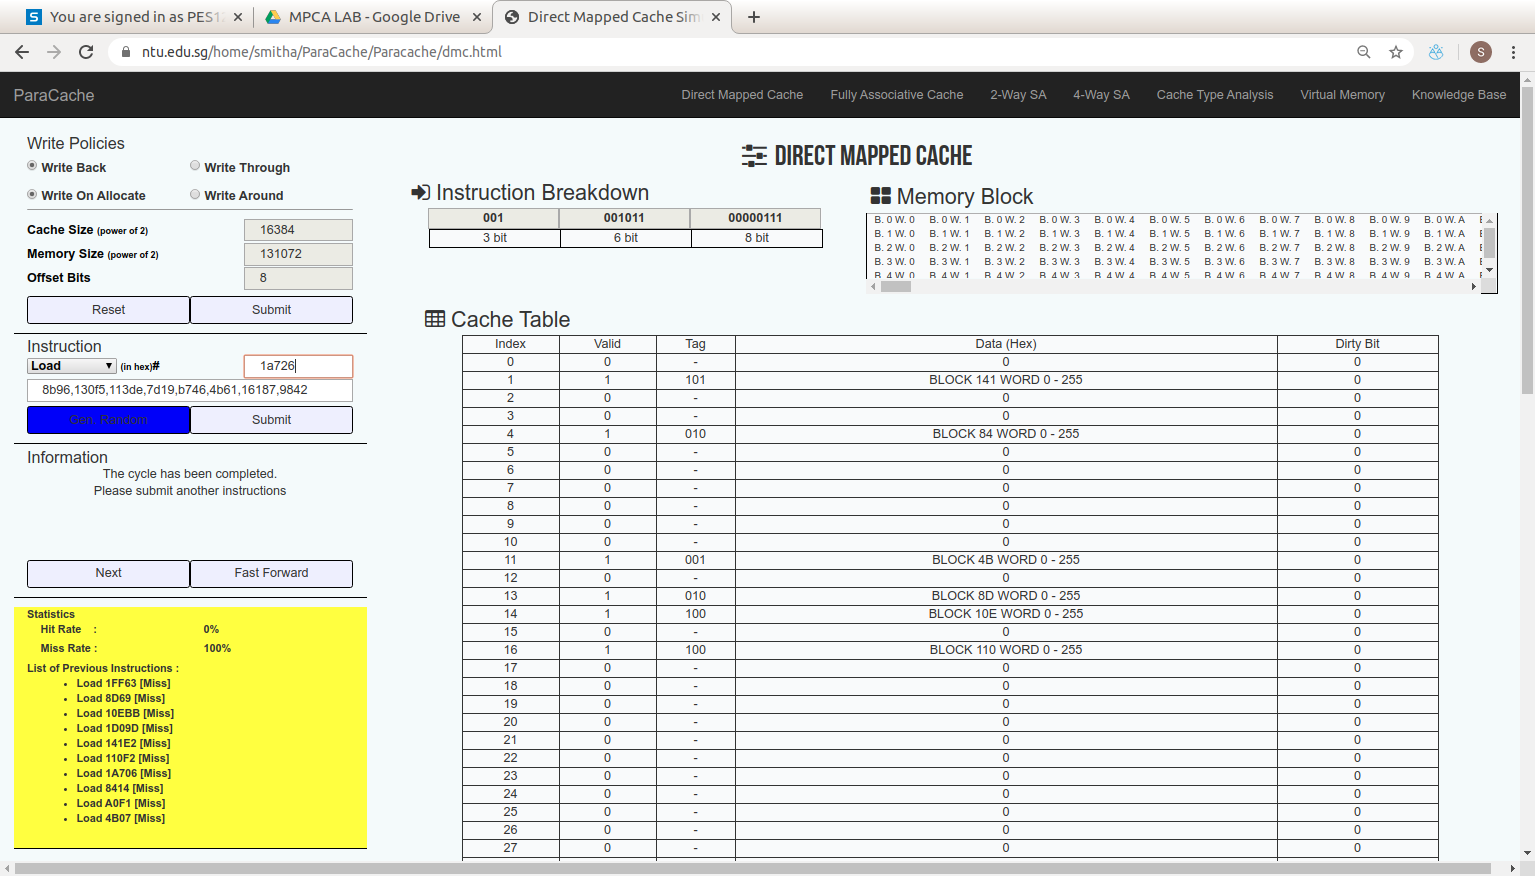 You are signed in as PES1
MPCA LAB - Google Drive
Direct Mapped Cache Sim
ntu.edu.sg/home/smitha/ParaCache/Paracache/dmc.html
S
ParaCache
Direct Mapped Cache Fully Associative Cache 2-Way SA 4-Way SA Cache Type Analysis Virtual Memory Knowledge Base
Write Policies
Write Back Write Through
Write On Allocate Write Around
Cache Size (power of 2) 16384
Memory Size (power of 2) 131072
Offset Bits 8
Reset Submit
Instruction
Load (in hex)# 1a726
8b96,130f5,113de,7d19,b746,4b61,16187,9842
Gen. Random Submit
Information
The cycle has been completed.
Please submit another instructions
Next Fast Forward
Statistics
Hit Rate : 0%
Miss Rate : 100%
List of Previous Instructions :
Load 1FF63 [Miss]
Load 8D69 [Miss]
Load 10EBB [Miss]
Load 1D09D [Miss]
Load 141E2 [Miss]
Load 110F2 [Miss]
Load 1A706 [Miss]
Load 8414 [Miss]
Load A0F1 [Miss]
Load 4B07 [Miss]
DIRECT MAPPED CACHE
Instruction Breakdown
001 001011 00000111
3 bit 6 bit 8 bit
Memory Block
B. 0 W. 0 B. 0 W. 1 B. 0 W. 2 B. 0 W. 3 B. 0 W. 4 B. 0 W. 5 B. 0 W. 6 B. 0 W. 7 B. 0 W. 8 B. 0 W. 9 B. 0 W. A
B. 1 W. 0 B. 1 W. 1 B. 1 W. 2 B. 1 W. 3 B. 1 W. 4 B. 1 W. 5 B. 1 W. 6 B. 1 W. 7 B. 1 W. 8 B. 1 W. 9 B. 1 W. A
B. 2 W. 0 B. 2 W. 1 B. 2 W. 2 B. 2 W. 3 B. 2 W. 4 B. 2 W. 5 B. 2 W. 6 B. 2 W. 7 B. 2 W. 8 B. 2 W. 9 B. 2 W. A
B. 3 W. 0 B. 3 W. 1 B. 3 W. 2 B. 3 W. 3 B. 3 W. 4 B. 3 W. 5 B. 3 W. 6 B. 3 W. 7 B. 3 W. 8 B. 3 W. 9 B. 3 W. A
B. 4 W. 0 B. 4 W. 1 B. 4 W. 2 B. 4 W. 3 B. 4 W. 4 B. 4 W. 5 B. 4 W. 6 B. 4 W. 7 B. 4 W. 8 B. 4 W. 9 B. 4 W. A
Cache Table
Index Valid Tag Data (Hex) Dirty Bit
0 0 - 0 0
1 1 101 BLOCK 141 WORD 0 - 255 0
2 0 - 0 0
3 0 - 0 0
4 1 010 BLOCK 84 WORD 0 - 255 0
5 0 - 0 0
6 0 - 0 0
7 0 - 0 0
8 0 - 0 0
9 0 - 0 0
10 0 - 0 0
11 1 001 BLOCK 4B WORD 0 - 255 0
12 0 - 0 0
13 1 010 BLOCK 8D WORD 0 - 255 0
14 1 100 BLOCK 10E WORD 0 - 255 0
15 0 - 0 0
16 1 100 BLOCK 110 WORD 0 - 255 0
17 0 - 0 0
18 0 - 0 0
19 0 - 0 0
20 0 - 0 0
21 0 - 0 0
22 0 - 0 0
23 0 - 0 0
24 0 - 0 0
25 0 - 0 0
26 0 - 0 0
27 0 - 0 0